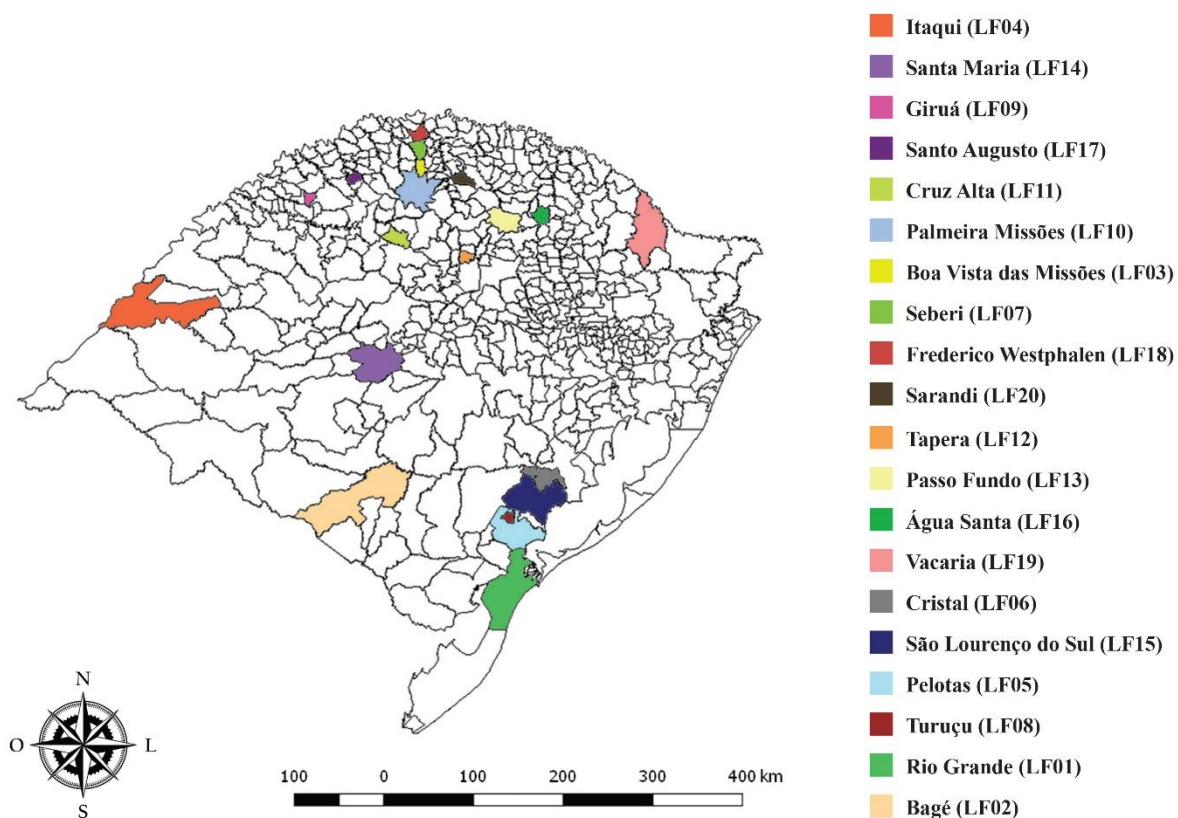 Itaqui (LF04)
Santa Maria (LF14)
Giruá (LF09)
Santo Augusto (LF17)
Cruz Alta (LF11)
Palmeira Missões (LF10)
Boa Vista das Missões (LF03)
Seberi (LF07)
Frederico Westphalen (LF18)
Sarandi (LF20)
Tapera (LF12)
Passo Fundo (LF13)
Água Santa (LF16)
Vacaria (LF19)
Cristal (LF06)
São Lourenço do Sul (LF15)
Pelotas (LF05)
Turuçu (LF08)
Rio Grande (LF01)
Bagé (LF02)
N
O L
S
100 0 100 200 300 400 km